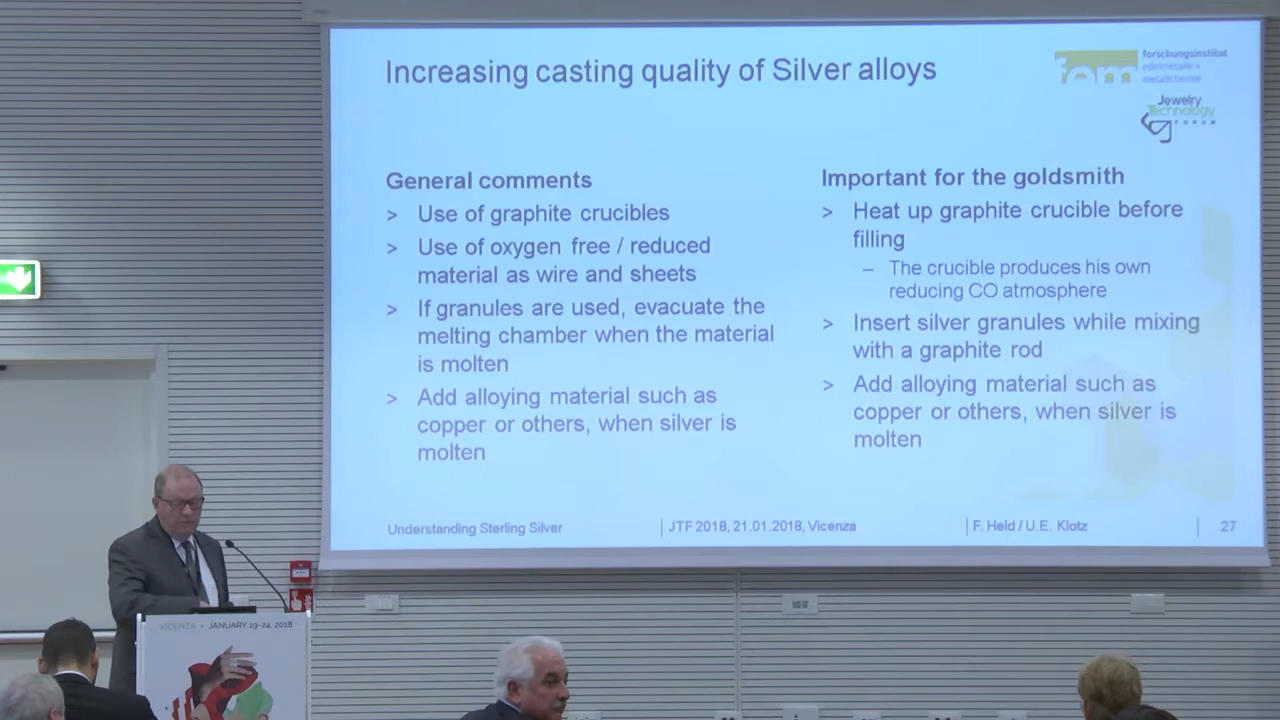 Increasing casting quality of Silver alloys
fem
forschungsinstitut
edelmetalle +
metallchemie
Jewelry
Technology
FORUM
General comments
> Use of graphite crucibles
> Use of oxygen free / reduced
material as wire and sheets
> If granules are used, evacuate the
melting chamber when the material
is molten
> Add alloying material such as
copper or others, when silver is
molten
Important for the goldsmith
> Heat up graphite crucible before
filling
– The crucible produces his own
reducing CO atmosphere
> Insert silver granules while mixing
with a graphite rod
> Add alloying material such as
copper or others, when silver is
molten
Understanding Sterling Silver
JTF 2018, 21.01.2018, Vicenza
F. Held / U.E. Klotz
27
VICENZA • JANUARY 19-24, 2018